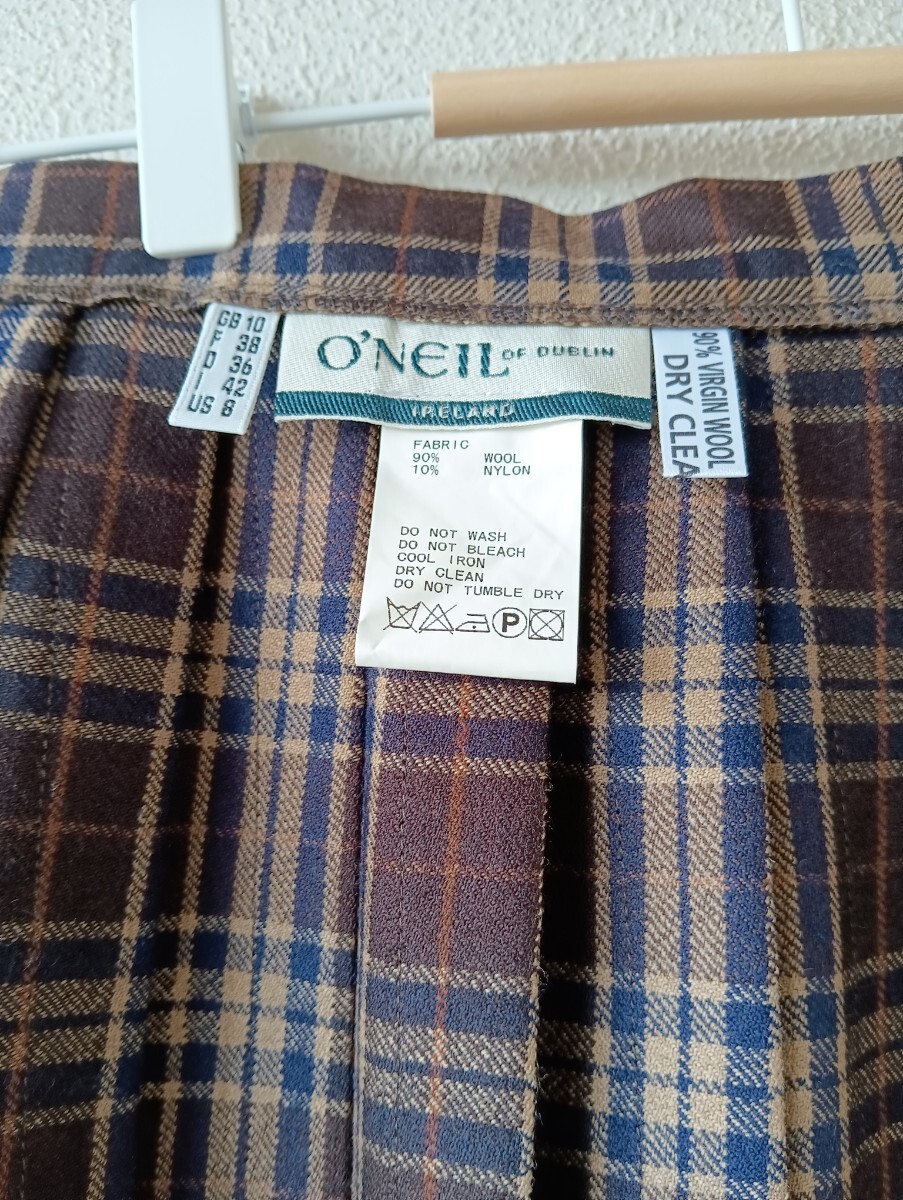 GB 10
F 38
D 36
I 42
US 8
O'NEIL OF DUBLIN
IRELAND
FABRIC
90% WOOL
10% NYLON
DO NOT WASH
DO NOT BLEACH
COOL IRON
DRY CLEAN
DO NOT TUMBLE DRY
P
90% VIRGIN WOOL
DRY CLEA